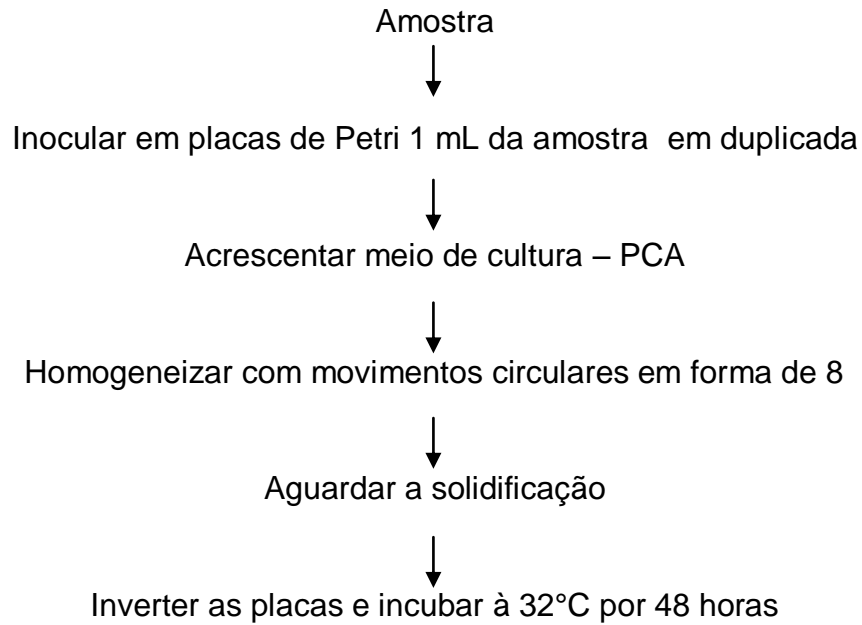 Amostra
Inocular em placas de Petri 1 mL da amostra em duplicada
Acrescentar meio de cultura – PCA
Homogeneizar com movimentos circulares em forma de 8
Aguardar a solidificação
Inverter as placas e incubar à 32°C por 48 horas